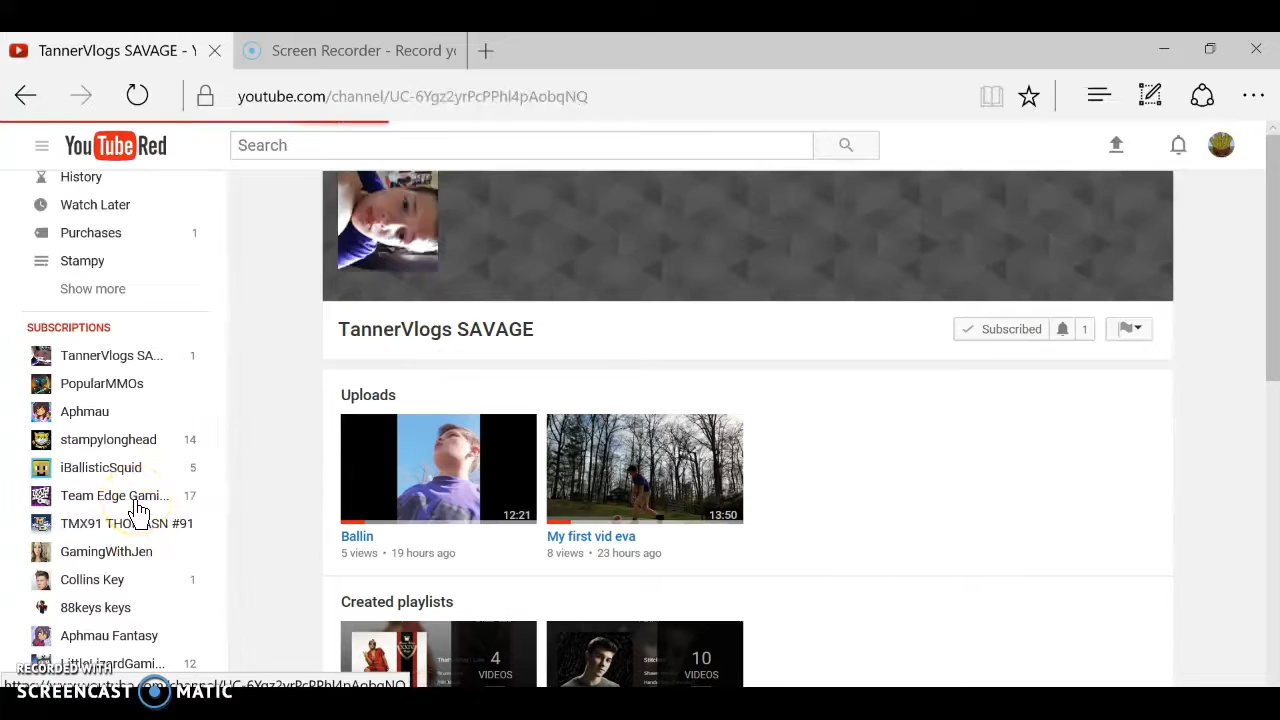 TannerVlogs SAVAGE - Y
Screen Recorder - Record yo
youtube.com/channel/UC-6Ygz2yrPcPPhl4pAobqNQ
YouTube Red
Search
History
Watch Later
Purchases 1
Stampy
Show more
SUBSCRIPTIONS
TannerVlogs SA... 1
PopularMMOs
Aphmau
stampylonghead 14
iBallisticSquid 5
Team Edge Gami... 17
TMX91 #91
GamingWithJen
Collins Key 1
88keys keys
Aphmau Fantasy
12
TannerVlogs SAVAGE
Subscribed 1
Uploads
12:21
13:50
Ballin
My first vid eva
5 views • 19 hours ago
8 views • 23 hours ago
Created playlists
4
VIDEOS
10
VIDEOS
RECORDED WITH
SCREENCAST MATIC